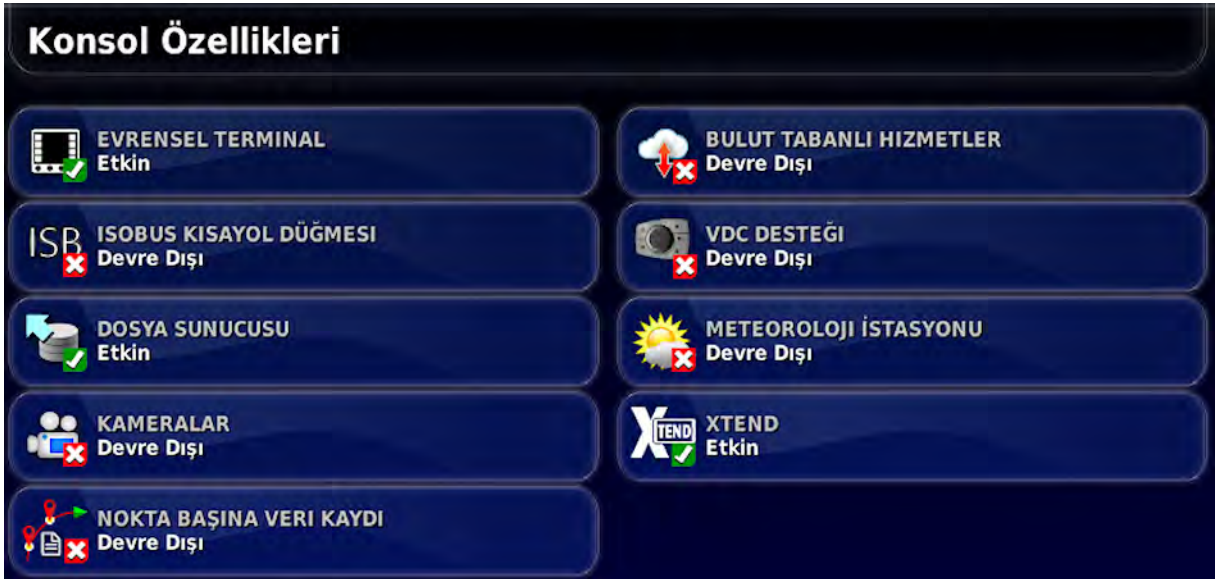 Konsol Özellikleri
EVRENSEL TERMINAL
Etkin
BULUT TABANLI HIZMETLER
Devre Dışı
ISB
ISOBUS KISAYOL DÜĞMESI
Devre Dışı
VDC DESTEĞI
Devre Dışı
DOSYA SUNUCUSU
Etkin
METEOROLOJI İSTASYONU
Devre Dışı
KAMERALAR
Devre Dışı
XTEND
XTEND
Etkin
NOKTA BAŞINA VERI KAYDI
Devre Dışı